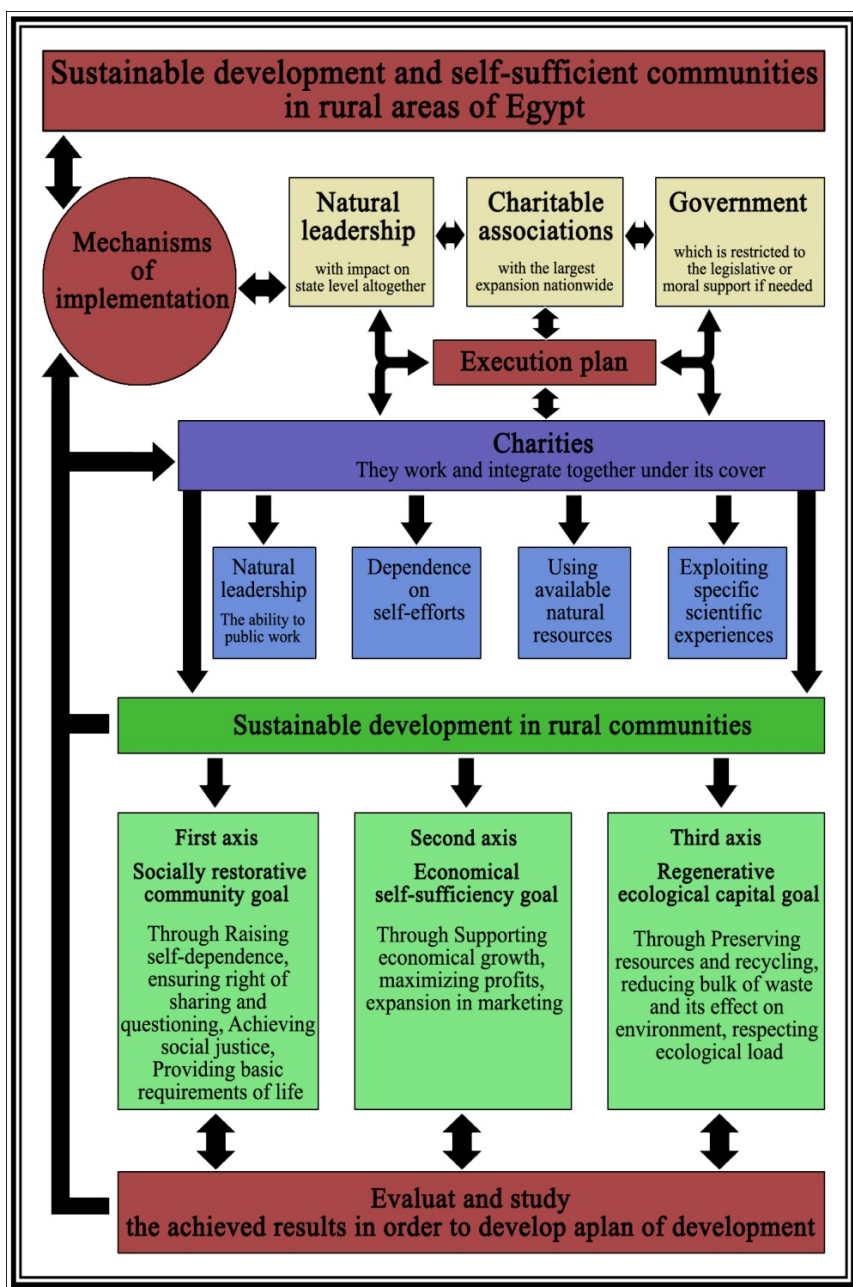 Sustainable development and self-sufficient communities
in rural areas of Egypt
Mechanisms
of
implementation
Natural
leadership
with impact on
state level altogether
Charitable
associations
with the largest
expansion nationwide
Government
which is restricted to
the legislative or
moral support if needed
Execution plan
Charities
They work and integrate together under its cover
Natural
leadership
The ability to
public work
Dependence
on
self-efforts
Using
available
natural
resources
Exploiting
specific
scientific
experiences
Sustainable development in rural communities
First axis
Socially restorative
community goal
Through Raising
self-dependence,
ensuring right of
sharing and
questioning, Achieving
social justice,
Providing basic
requirements of life
Second axis
Economical
self-sufficiency goal
Through Supporting
economical growth,
maximizing profits,
expansion in marketing
Third axis
Regenerative
ecological capital goal
Through Preserving
resources and recycling,
reducing bulk of waste
and its effect on
environment, respecting
ecological load
Evaluat and study
the achieved results in order to develop aplan of development